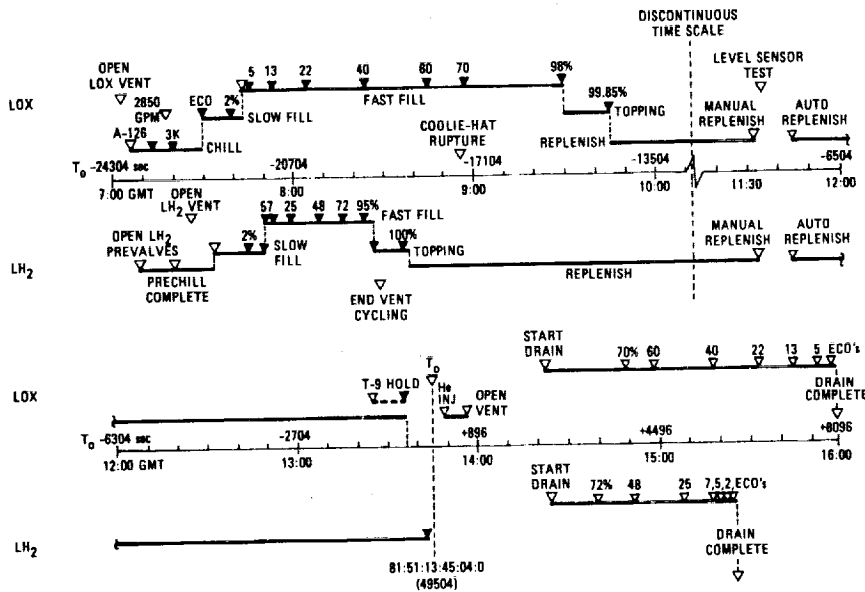 DISCONTINUOUS
TIME SCALE
OPEN
LOX VENT
LOX
2850
GPM
ECO
2%
5
13
22
40
60
70
98%
LEVEL SENSOR
TEST
FAST FILL
SLOW FILL
99.85%
TOPPING
MANUAL
REPLENISH
AUTO
REPLENISH
A-126
3K
CHILL
COOLIE-HAT
RUPTURE
REPLENISH
T₀ -24304 sec
-20704
-17104
-13504
-6504
7:00 GMT
8:00
9:00
10:00
11:30
12:00
OPEN
LH₂ VENT
LH₂
OPEN LH₂
PREVALVES
2%
57
25
48
72
95%
FAST FILL
SLOW
FILL
100%
TOPPING
MANUAL
REPLENISH
AUTO
REPLENISH
PRECHILL
COMPLETE
REPLENISH
END VENT
CYCLING
LOX
T-9 HOLD
T₀
He
INJ
OPEN
VENT
START
DRAIN
70%
60
40
22
13
5
ECO's
DRAIN
COMPLETE
T₀ -6304 sec
-2704
+896
+4496
+8096
12:00 GMT
13:00
14:00
15:00
16:00
LH₂
START
DRAIN
72%
48
25
7,5,2,ECO's
DRAIN
COMPLETE
81:51:13:45:04:0
(49504)